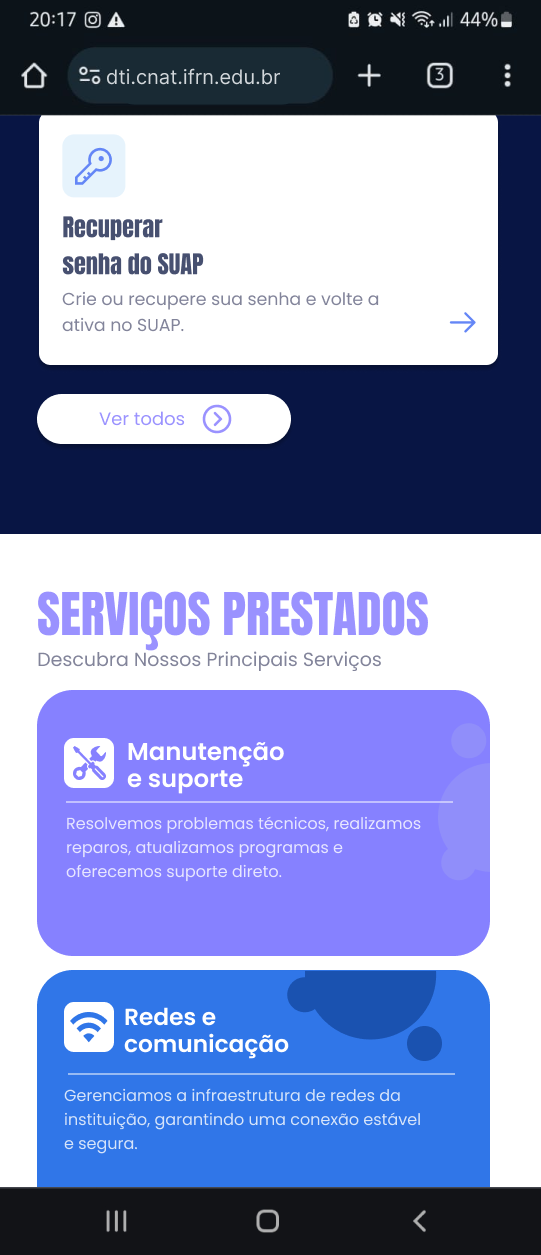 20:17 44%
dti.cnat.ifrn.edu.br 3
Recuperar
senha do SUAP
Crie ou recupere sua senha e volte a
ativa no SUAP.
Ver todos
SERVIÇOS PRESTADOS
Descubra Nossos Principais Serviços
Manutenção
e suporte
Resolvemos problemas técnicos, realizamos
reparos, atualizamos programas e
oferecemos suporte direto.
Redes e
comunicação
Gerenciamos a infraestrutura de redes da
instituição, garantindo uma conexão estável
e segura.